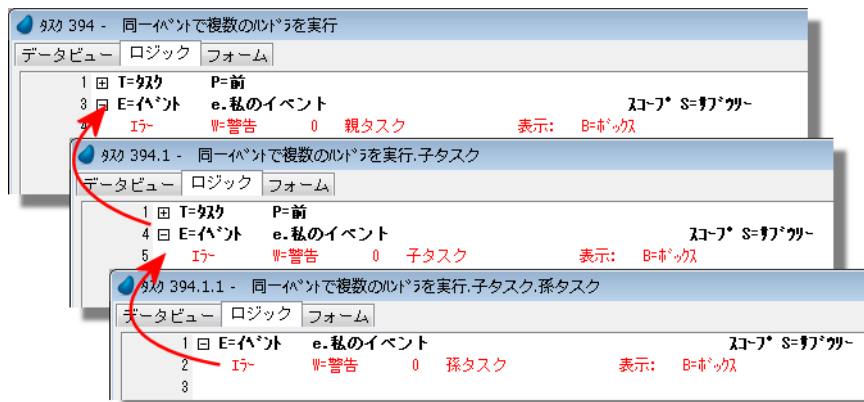 ﾀｽｸ 394 - 同一ｲﾍﾞﾝﾄで複数のﾊﾝﾄﾞﾗを実行
データビュー ロジック フォーム
1 T=ﾀｽｸ P=前
3 E=ｲﾍﾞﾝﾄ e.私のイベント ｽｺｰﾌﾟ S=ｻﾌﾞﾂﾘｰ
ｴﾗｰ W=警告 0 親タスク 表示: B=ﾎﾞｯｸｽ
ﾀｽｸ 394.1 - 同一ｲﾍﾞﾝﾄで複数のﾊﾝﾄﾞﾗを実行.子タスク
データビュー ロジック フォーム
1 T=ﾀｽｸ P=前
4 E=ｲﾍﾞﾝﾄ e.私のイベント ｽｺｰﾌﾟ S=ｻﾌﾞﾂﾘｰ
5 ｴﾗｰ W=警告 0 子タスク 表示: B=ﾎﾞｯｸｽ
ﾀｽｸ 394.1.1 - 同一ｲﾍﾞﾝﾄで複数のﾊﾝﾄﾞﾗを実行.子タスク.孫タスク
データビュー ロジック フォーム
1 E=ｲﾍﾞﾝﾄ e.私のイベント ｽｺｰﾌﾟ S=ｻﾌﾞﾂﾘｰ
2 ｴﾗｰ W=警告 0 孫タスク 表示: B=ﾎﾞｯｸｽ
3